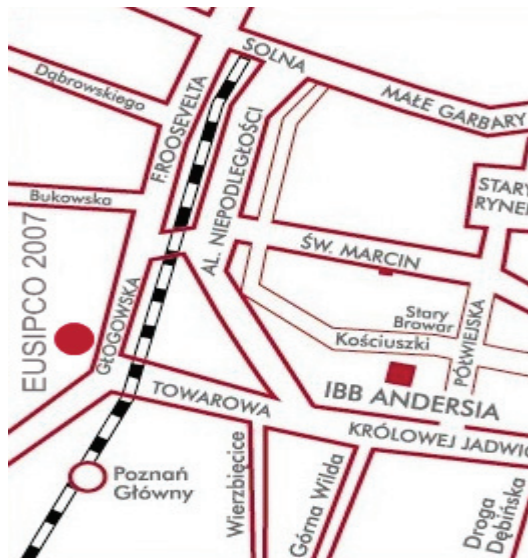 SOLNA
Dąbrowskiego
MAŁE GARBARY
F.ROOSEVELTA
AL. NIEPODLEGŁOŚCI
STARY
RYNEK
Bukowska
ŚW. MARCIN
EUSIPCO 2007
GŁOGOWSKA
Stary
Browar
Kościuszki
PÓŁWIEJSKA
IBB ANDERSIA
TOWAROWA
KRÓLOWEJ JADWIG
Poznań
Główny
Wierzbięcice
Górna Wilda
Droga
Dębińska